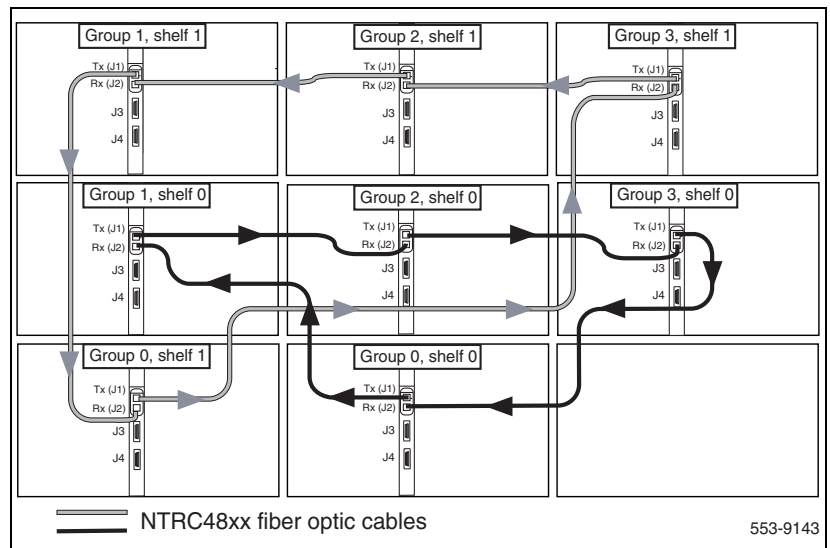 Group 1, shelf 1
Tx (J1)
Rx (J2)
J3
J4
Group 2, shelf 1
Tx (J1)
Rx (J2)
J3
J4
Group 3, shelf 1
Tx (J1)
Rx (J2)
J3
J4
Group 1, shelf 0
Tx (J1)
Rx (J2)
J3
J4
Group 2, shelf 0
Tx (J1)
Rx (J2)
J3
J4
Group 3, shelf 0
Tx (J1)
Rx (J2)
J3
J4
Group 0, shelf 1
Tx (J1)
Rx (J2)
J3
J4
Group 0, shelf 0
Tx (J1)
Rx (J2)
J3
J4
NTRC48xx fiber optic cables
553-9143